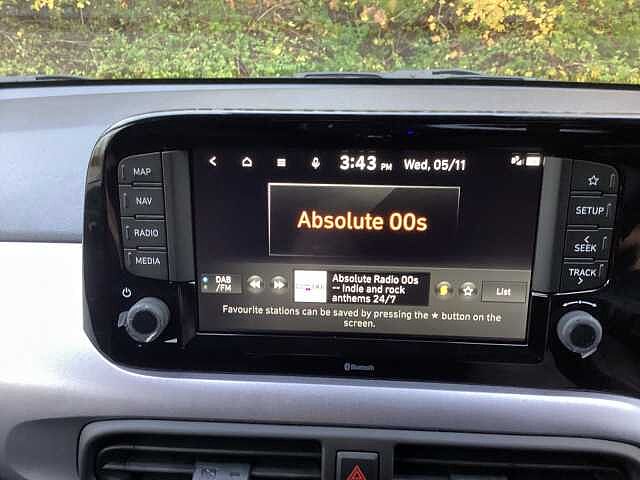 3:43 PM Wed, 05/11
MAP
NAV
RADIO
MEDIA
SETUP
SEEK
TRACK
Absolute 00s
DAB
/FM
Absolute Radio 00s
-- Indie and rock
anthems 24/7
List
Favourite stations can be saved by pressing the ★ button on the
screen.
Bluetooth